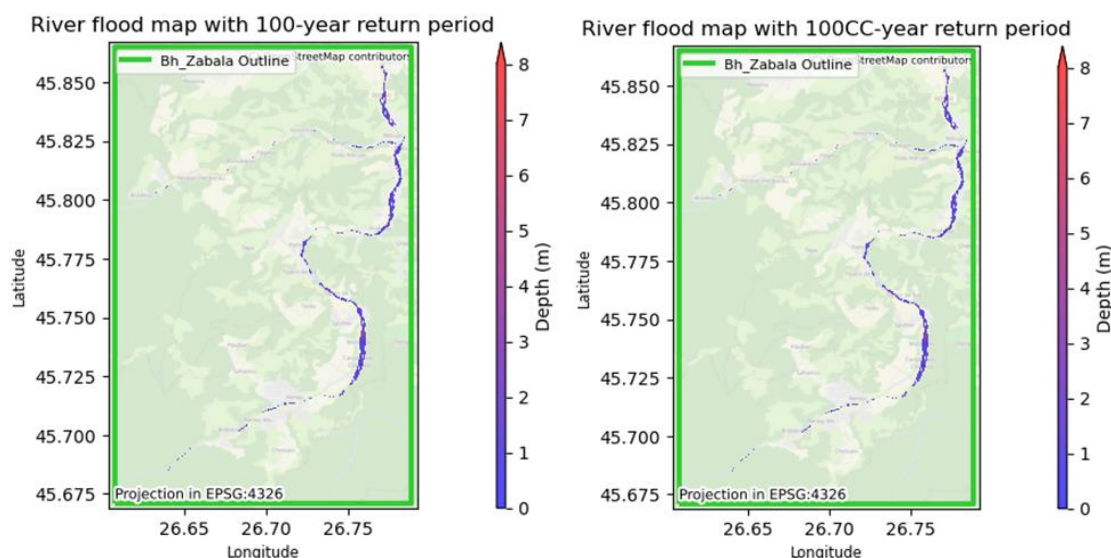 River flood map with 100-year return period
Bh_Zabala Outline
StreetMap contributors
45.850
45.825
45.800
45.775
45.750
45.725
45.700
45.675
Latitude
Projection in EPSG:4326
26.65 26.70 26.75
Longitude
8
7
6
5
4
3
2
1
0
Depth (m)
River flood map with 100CC-year return period
Bh_Zabala Outline
StreetMap contributors
45.850
45.825
45.800
45.775
45.750
45.725
45.700
45.675
Latitude
Projection in EPSG:4326
26.65 26.70 26.75
Longitude
8
7
6
5
4
3
2
1
0
Depth (m)